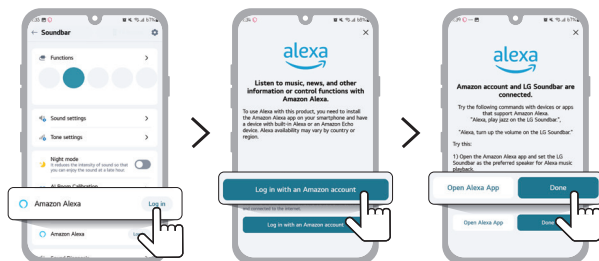 Soundbar
Functions
Sound settings
Tone settings
Night mode
It reduces the intensity of sound so that
you can enjoy the sound at a late hour.
AI Room Calibration
Amazon Alexa
Log in
Amazon Alexa
alexa
Listen to music, news, and other
information or control functions with
Amazon Alexa.
To use Alexa with this product, you need to install
the Amazon Alexa app on your smartphone and have
a device with built-in Alexa or an Amazon Echo
device. Alexa availability may vary by country or
region.
Log in with an Amazon account
and connected to the internet.
Log in with an Amazon account
alexa
Amazon account and LG Soundbar are
connected.
Try the following commands with devices or apps
that support Amazon Alexa.
"Alexa, play jazz on the LG Soundbar.",
"Alexa, turn up the volume on the LG Soundbar."
Try this:
1) Open the Amazon Alexa app and set the LG
Soundbar as the preferred speaker for Alexa music
playback.
Open Alexa App
Done
Open Alexa App
Done